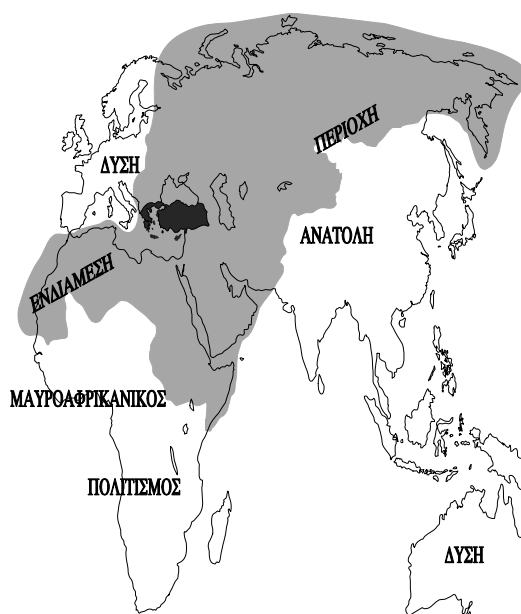 ΠΕΡΙΟΧΗ
ΔΥΣΗ
ΑΝΑΤΟΛΗ
ΕΝΔΙΑΜΕΣΗ
ΜΑΥΡΟΑΦΡΙΚΑΝΙΚΟΣ
ΠΟΛΙΤΙΣΜΟΣ
ΔΥΣΗ